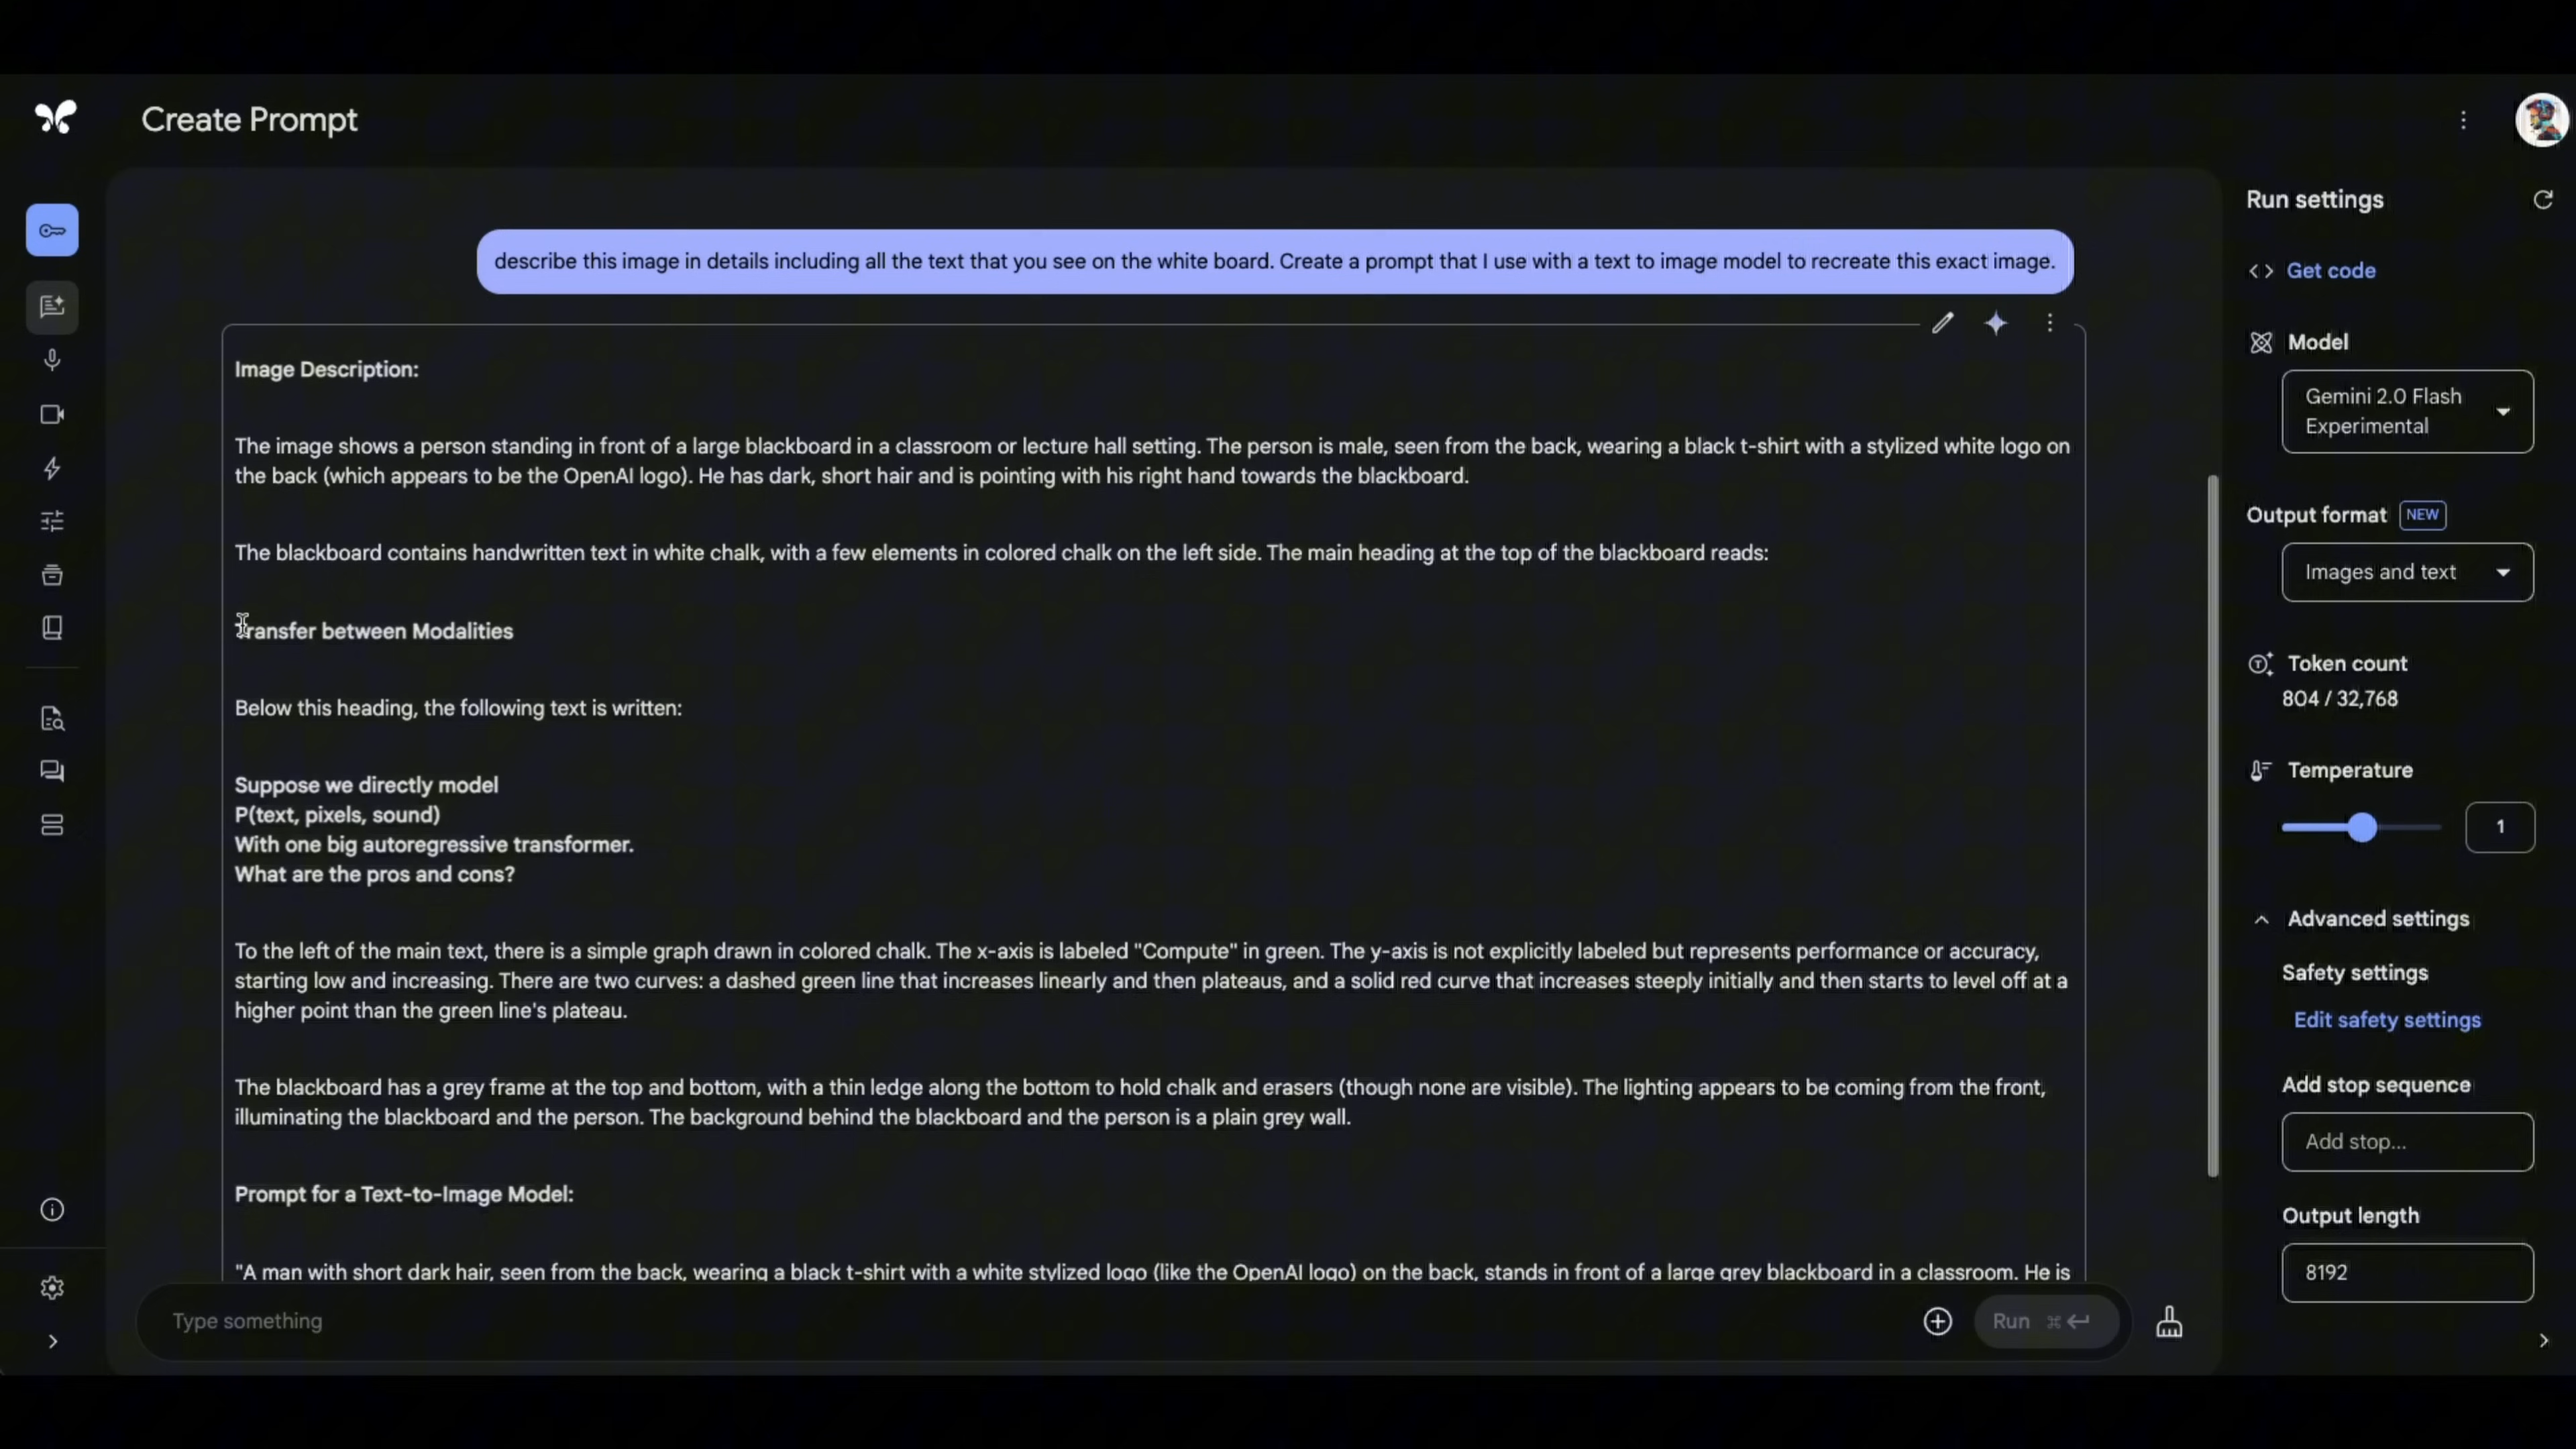 Create Prompt
describe this image in details including all the text that you see on the white board. Create a prompt that I use with a text to image model to recreate this exact image.
Image Description:
The image shows a person standing in front of a large blackboard in a classroom or lecture hall setting. The person is male, seen from the back, wearing a black t-shirt with a stylized white logo on
the back (which appears to be the OpenAI logo). He has dark, short hair and is pointing with his right hand towards the blackboard.
The blackboard contains handwritten text in white chalk, with a few elements in colored chalk on the left side. The main heading at the top of the blackboard reads:
Transfer between Modalities
Below this heading, the following text is written:
Suppose we directly model
P(text, pixels, sound)
With one big autoregressive transformer.
What are the pros and cons?
To the left of the main text, there is a simple graph drawn in colored chalk. The x-axis is labeled "Compute" in green. The y-axis is not explicitly labeled but represents performance or accuracy,
starting low and increasing. There are two curves: a dashed green line that increases linearly and then plateaus, and a solid red curve that increases steeply initially and then starts to level off at a
higher point than the green line's plateau.
The blackboard has a grey frame at the top and bottom, with a thin ledge along the bottom to hold chalk and erasers (though none are visible). The lighting appears to be coming from the front,
illuminating the blackboard and the person. The background behind the blackboard and the person is a plain grey wall.
Prompt for a Text-to-Image Model:
"A man with short dark hair, seen from the back, wearing a black t-shirt with a white stylized logo (like the OpenAI logo) on the back, stands in front of a large grey blackboard in a classroom. He is
Type something
Run ⌘ ↵
Run settings
<> Get code
Model
Gemini 2.0 Flash
Experimental
Output format NEW
Images and text
Token count
804 / 32,768
Temperature
1
Advanced settings
Safety settings
Edit safety settings
Add stop sequence
Add stop...
Output length
8192